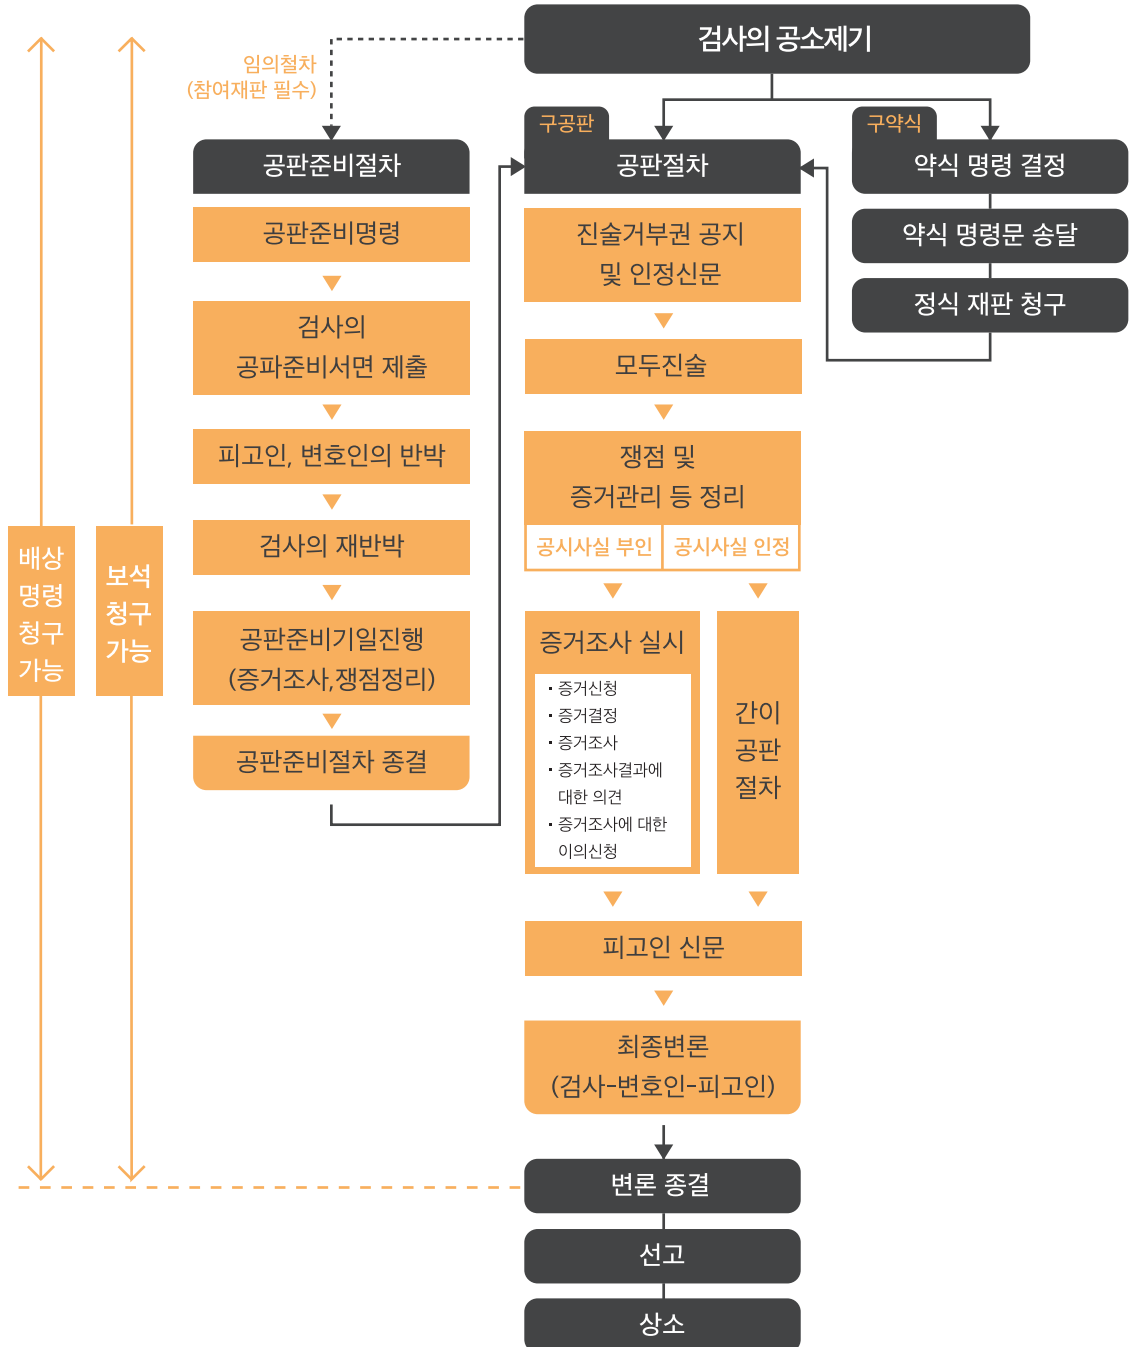 검사의 공소제기
임의철차
(참여재판 필수)
구공판
구약식
공판준비절차
공판준비명령
검사의
공파준비서면 제출
피고인, 변호인의 반박
검사의 재반박
공판준비기일진행
(증거조사,쟁점정리)
공판준비절차 종결
공판절차
진술거부권 공지
및 인정신문
모두진술
쟁점 및
증거관리 등 정리
공시사실 부인
공시사실 인정
증거조사 실시
· 증거신청
· 증거결정
· 증거조사
· 증거조사결과에
대한 의견
· 증거조사에 대한
이의신청
간이
공판
절차
피고인 신문
최종변론
(검사-변호인-피고인)
변론 종결
선고
상소
약식 명령 결정
약식 명령문 송달
정식 재판 청구
배상
명령
청구
가능
보석
청구
가능